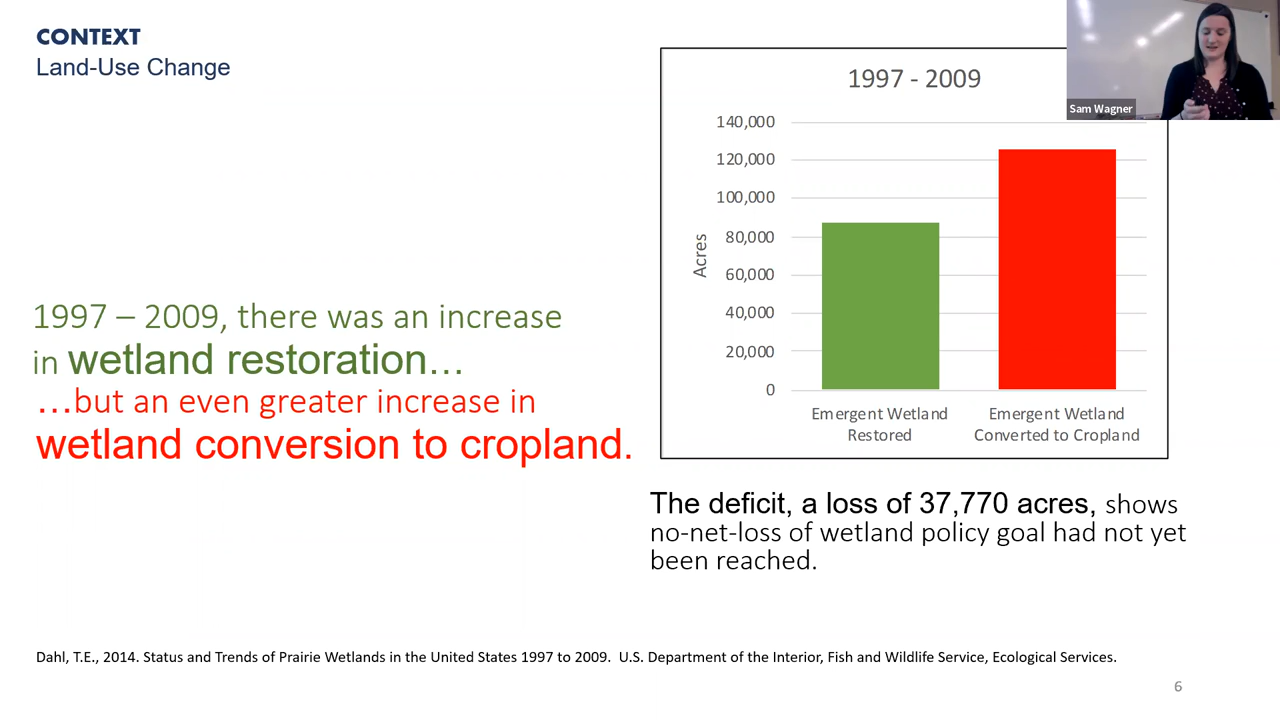 CONTEXT
Land-Use Change
Sam Wagner
1997 - 2009
140,000
120,000
100,000
80,000
60,000
40,000
20,000
0
Acres
Emergent Wetland
Restored
Emergent Wetland
Converted to Cropland
1997 – 2009, there was an increase
in wetland restoration…
…but an even greater increase in
wetland conversion to cropland.
The deficit, a loss of 37,770 acres, shows
no-net-loss of wetland policy goal had not yet
been reached.
Dahl, T.E., 2014. Status and Trends of Prairie Wetlands in the United States 1997 to 2009.  U.S. Department of the Interior, Fish and Wildlife Service, Ecological Services.
6